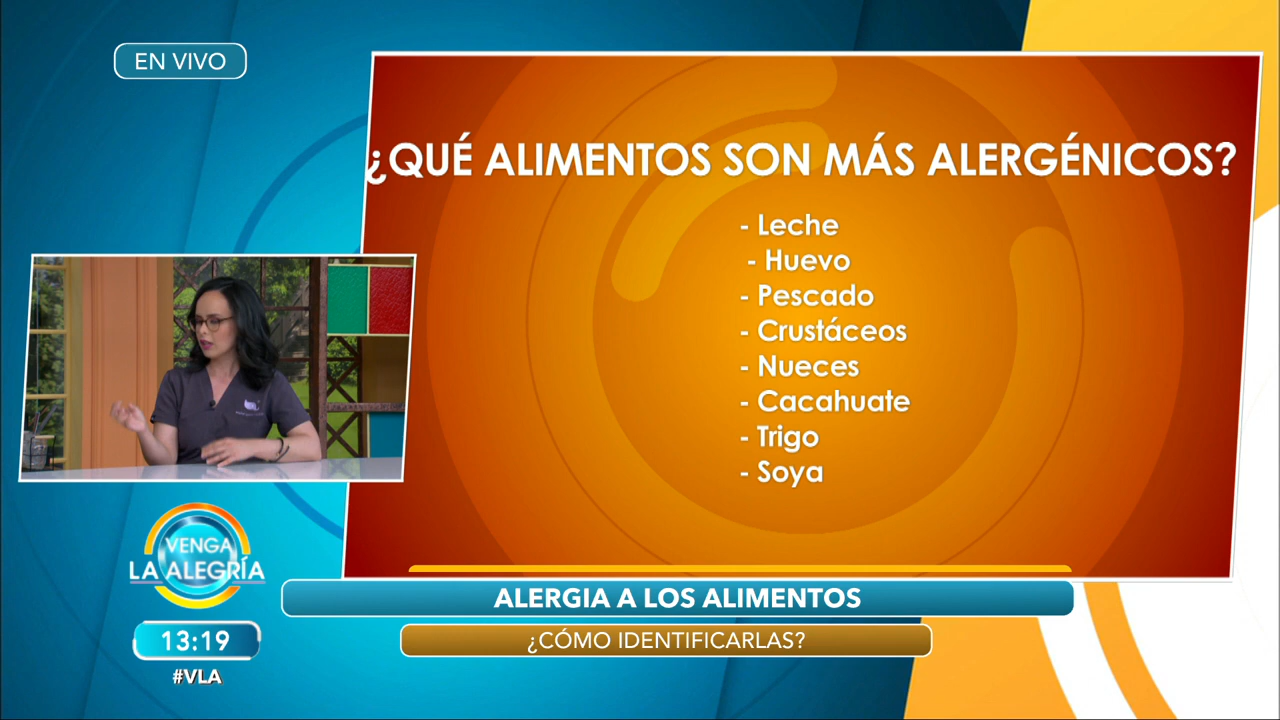 EN VIVO
¿QUÉ ALIMENTOS SON MÁS ALERGÉNICOS?
- Leche
- Huevo
- Pescado
- Crustáceos
- Nueces
- Cacahuate
- Trigo
- Soya
VENGA
LA ALEGRÍA
ALERGIA A LOS ALIMENTOS
¿CÓMO IDENTIFICARLAS?
13:19
#VLA